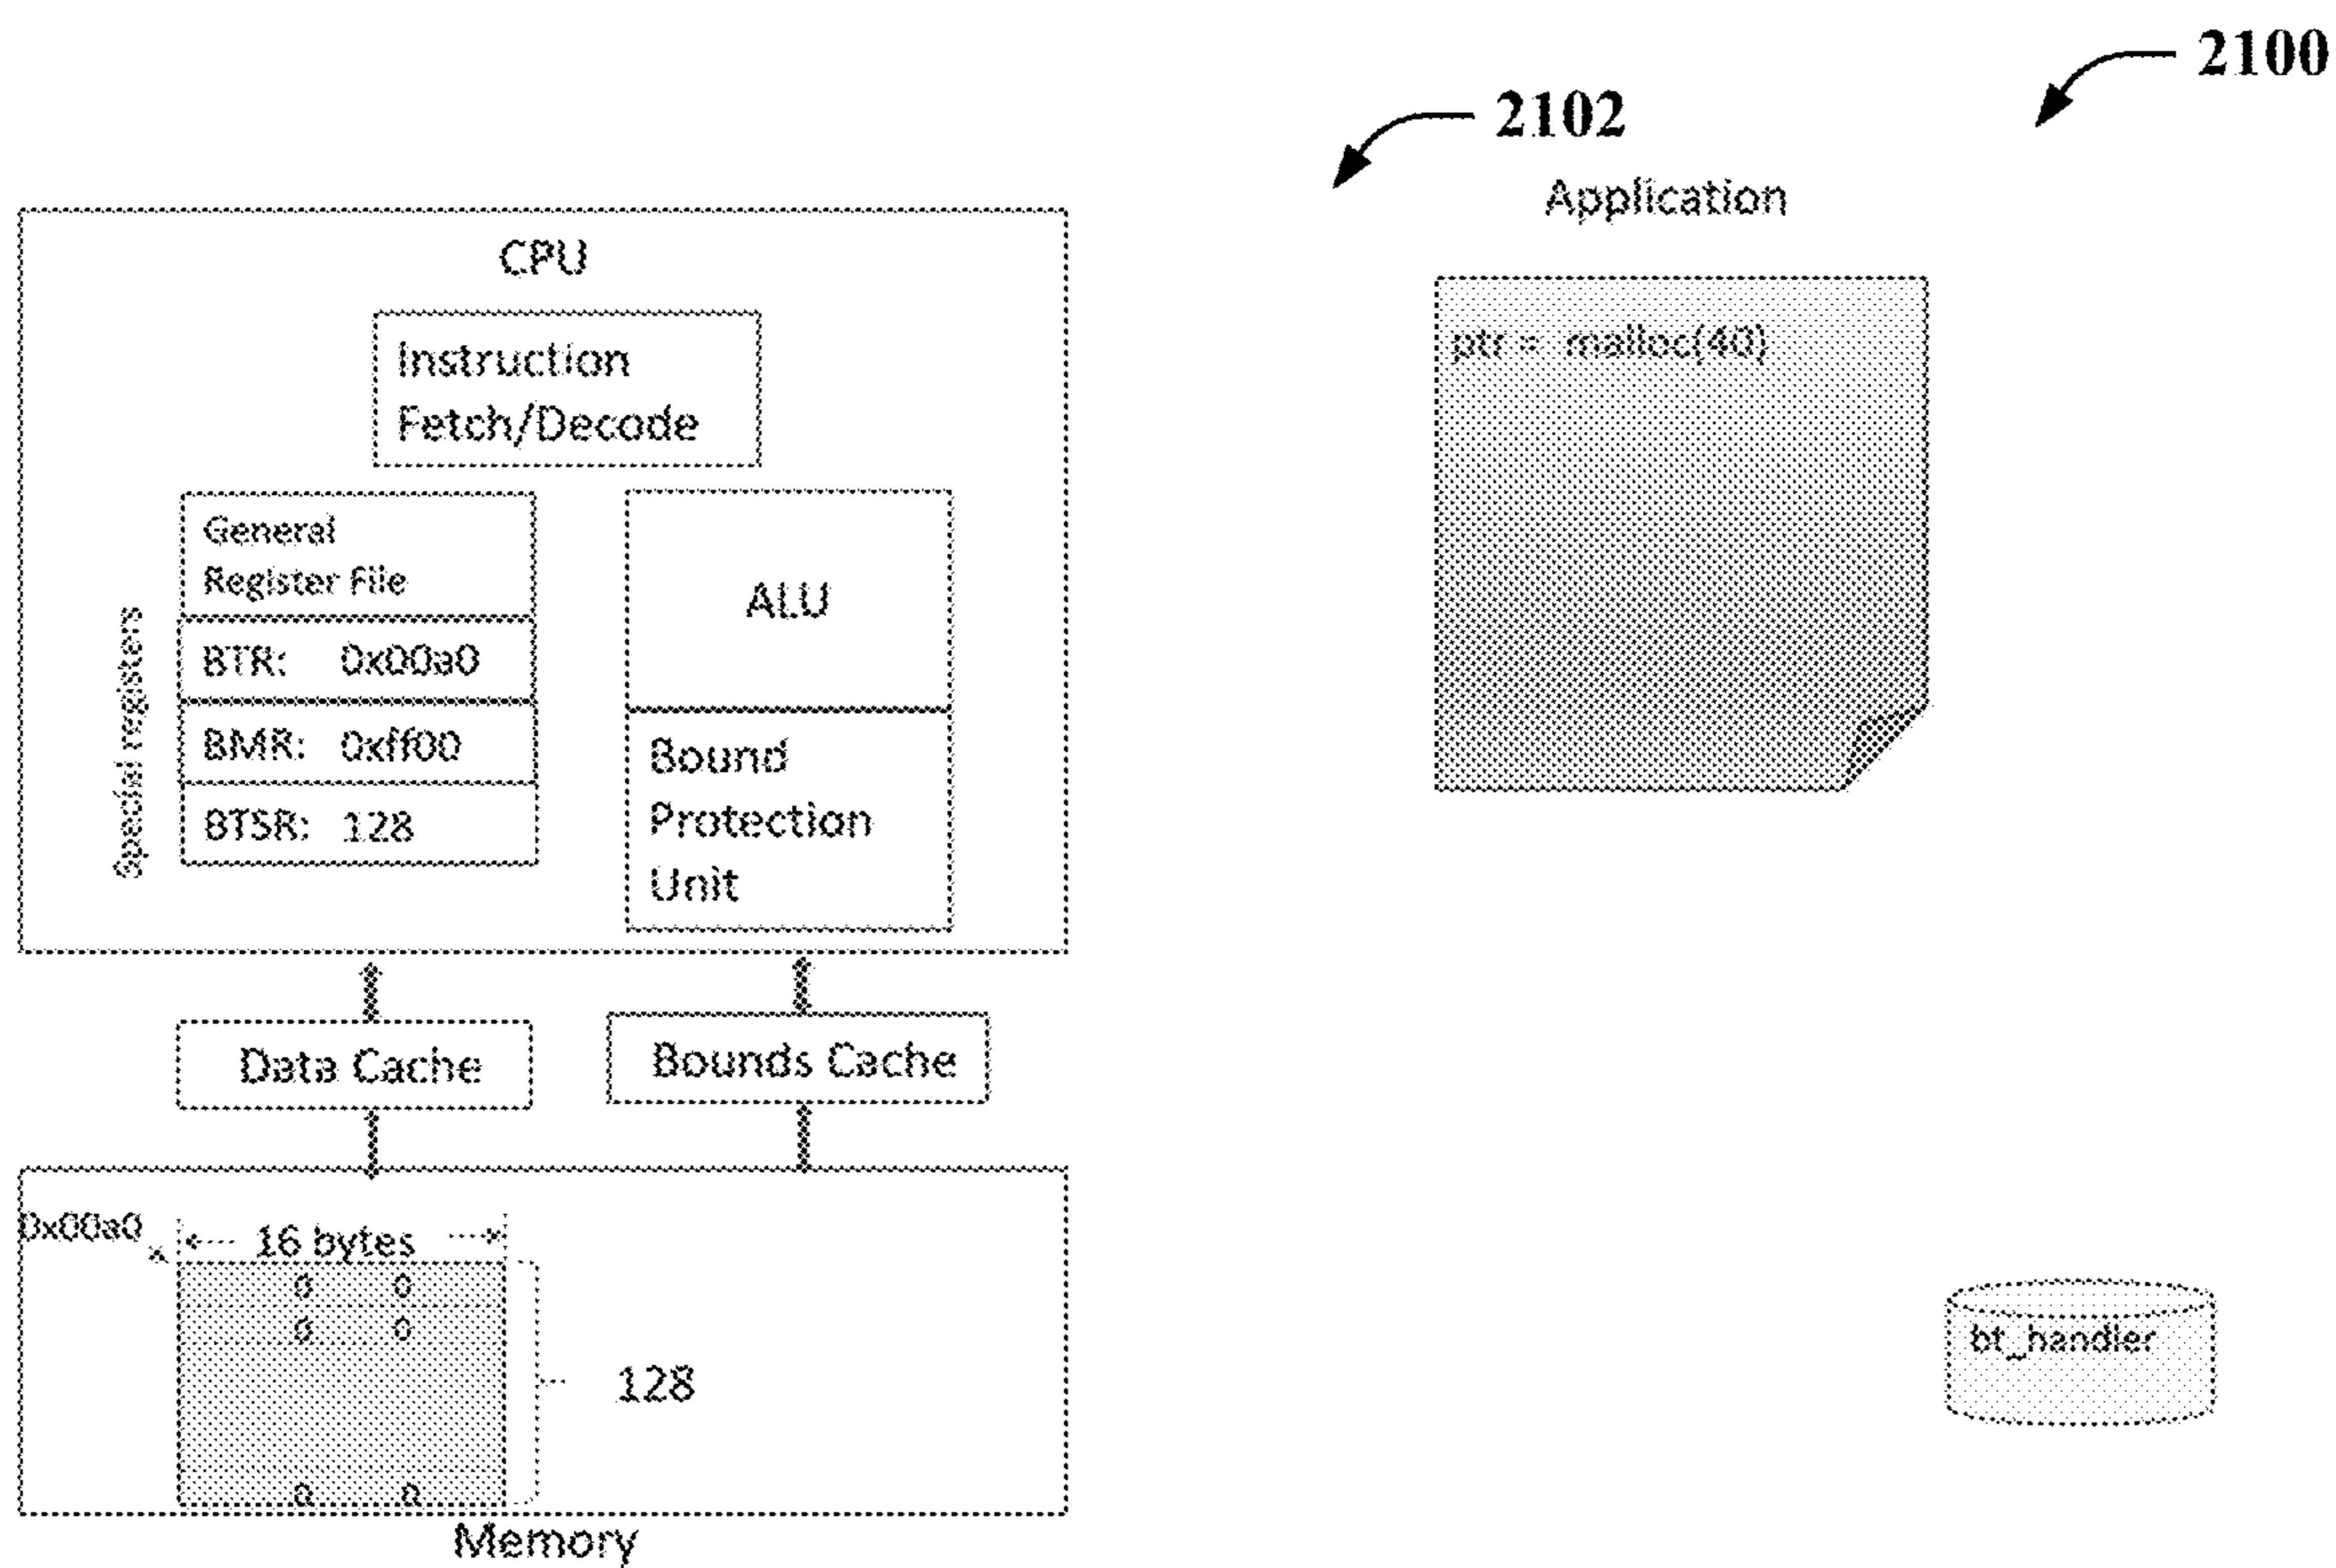 2100
2102
Application
ptr = malloc(40)
CPU
Instruction
Fetch/Decode
General
Register File
Special registers
BTR: 0x00a0
BMR: 0xff00
BTSR: 128
ALU
Bound
Protection
Unit
Data Cache
Bounds Cache
0x00a0
16 bytes
0 0
0 0
0 0
128
Memory
bt_handler